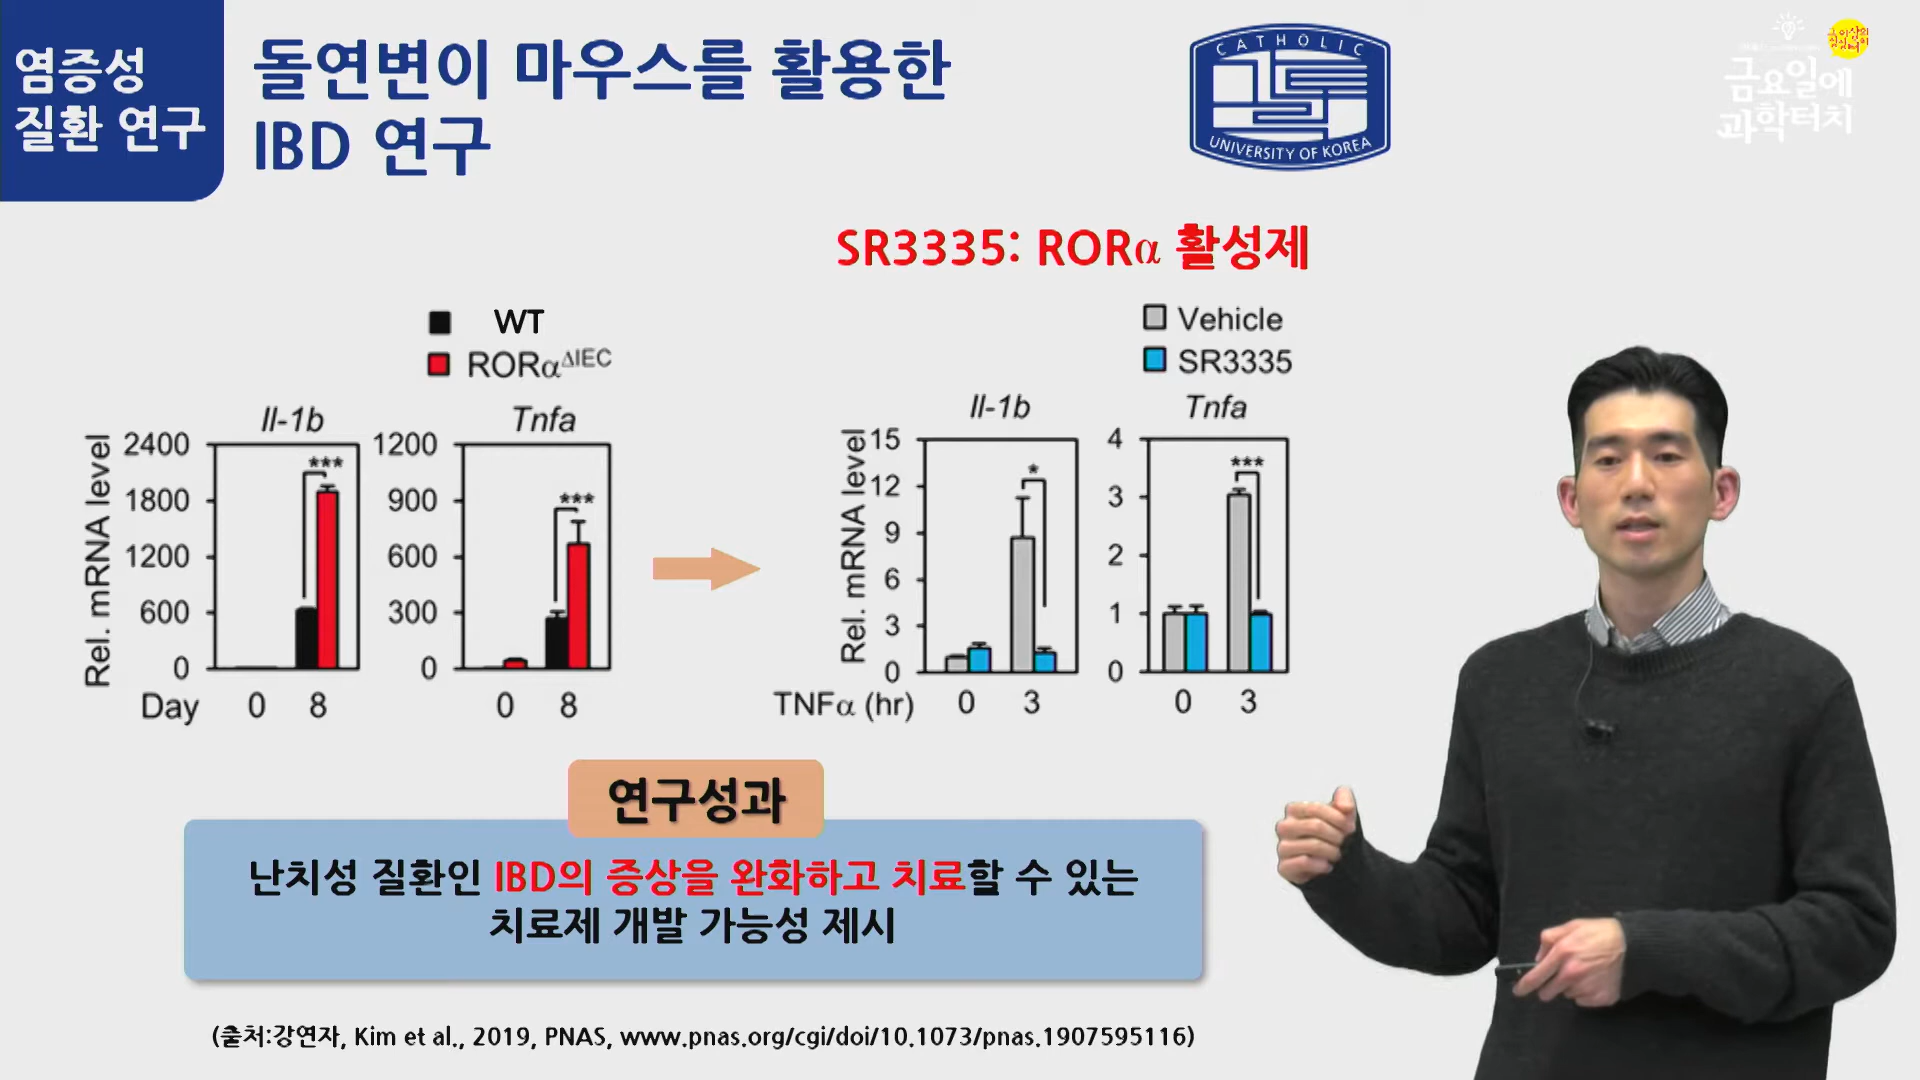 염증성
질환 연구
돌연변이 마우스를 활용한
IBD 연구
CATHOLIC
UNIVERSITY OF KOREA
금요일에
과학터치
SR3335: RORα 활성제
WT
RORα^ΔIEC
Il-1b
Tnfa
Rel. mRNA level
2400
1800
1200
600
0
***
1200
900
600
300
0
***
Day 0 8 0 8
Vehicle
SR3335
Il-1b
Tnfa
Rel. mRNA level
15
12
9
6
3
0
*
4
3
2
1
0
***
TNFα (hr) 0 3 0 3
연구성과
난치성 질환인 IBD의 증상을 완화하고 치료할 수 있는
치료제 개발 가능성 제시
(출처:강연자, Kim et al., 2019, PNAS, www.pnas.org/cgi/doi/10.1073/pnas.1907595116)